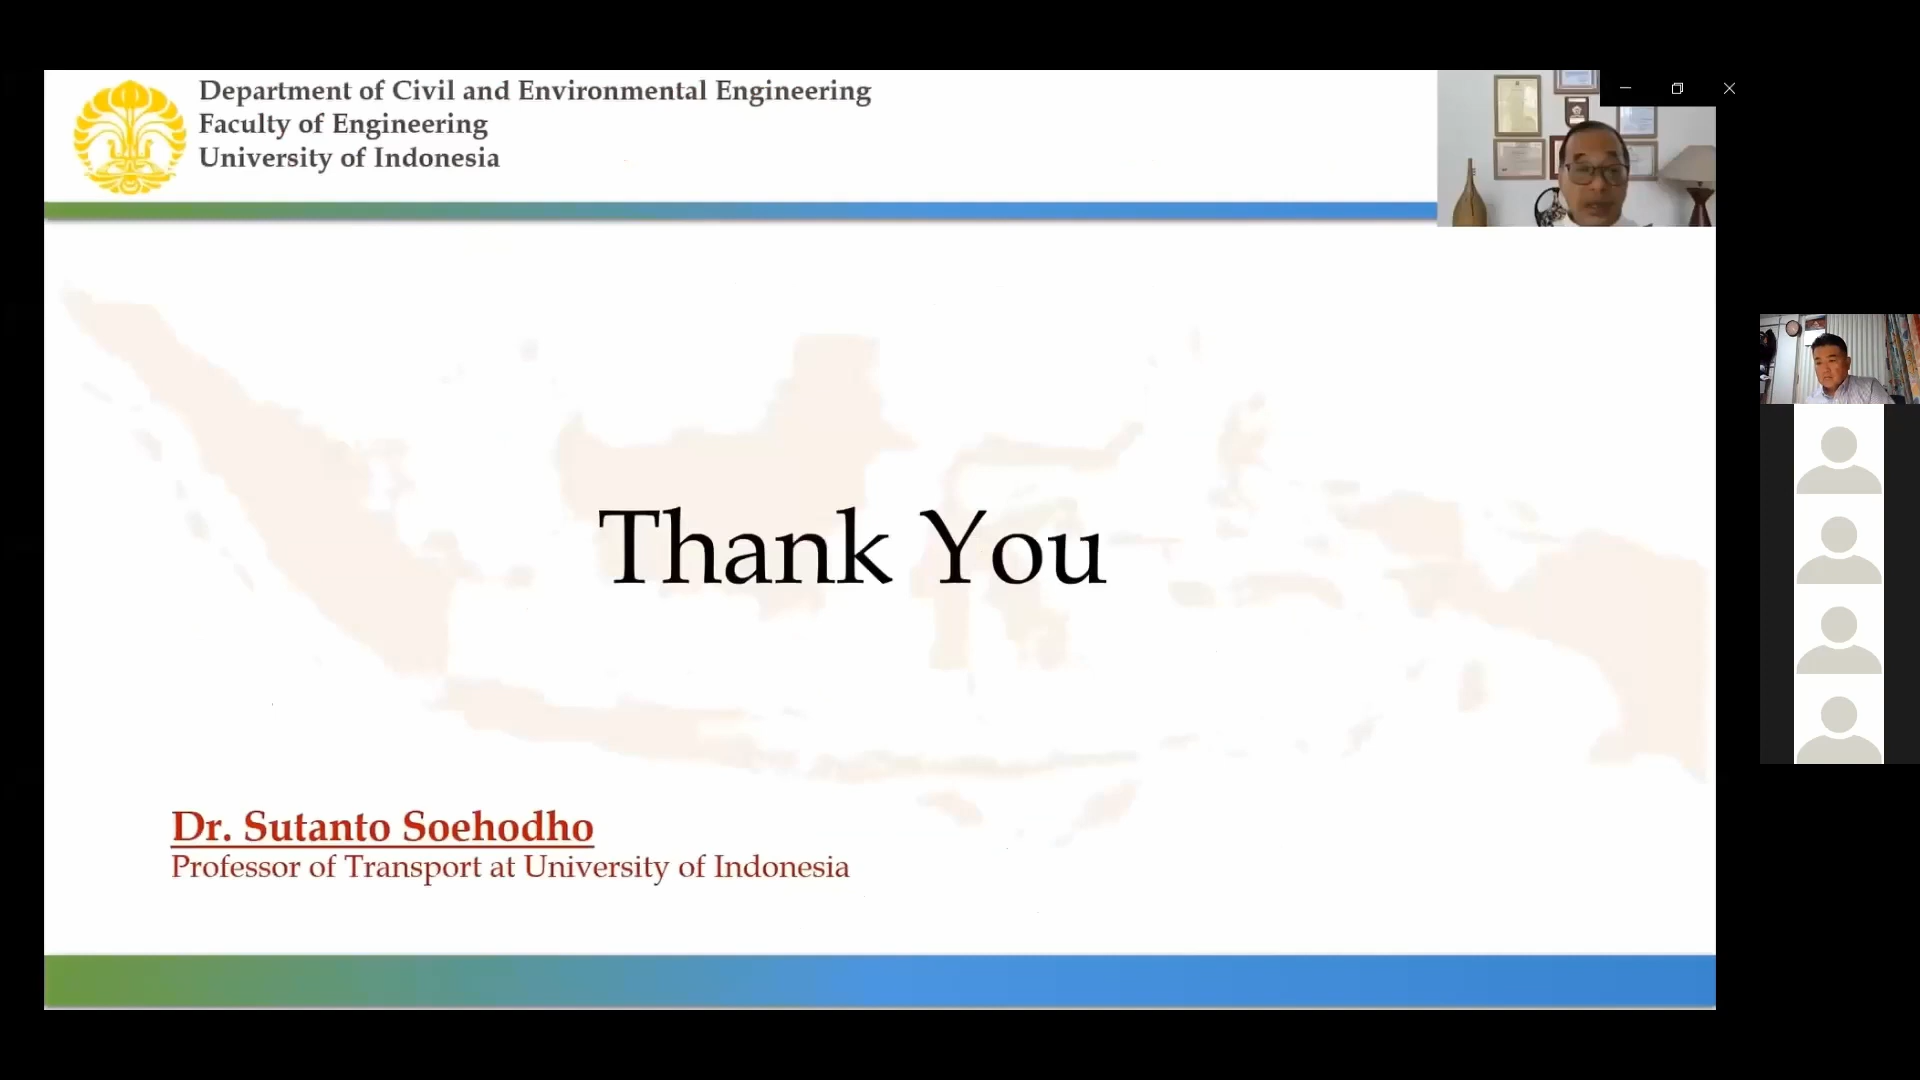 Department of Civil and Environmental Engineering
Faculty of Engineering
University of Indonesia
Thank You
Dr. Sutanto Soehodho
Professor of Transport at University of Indonesia